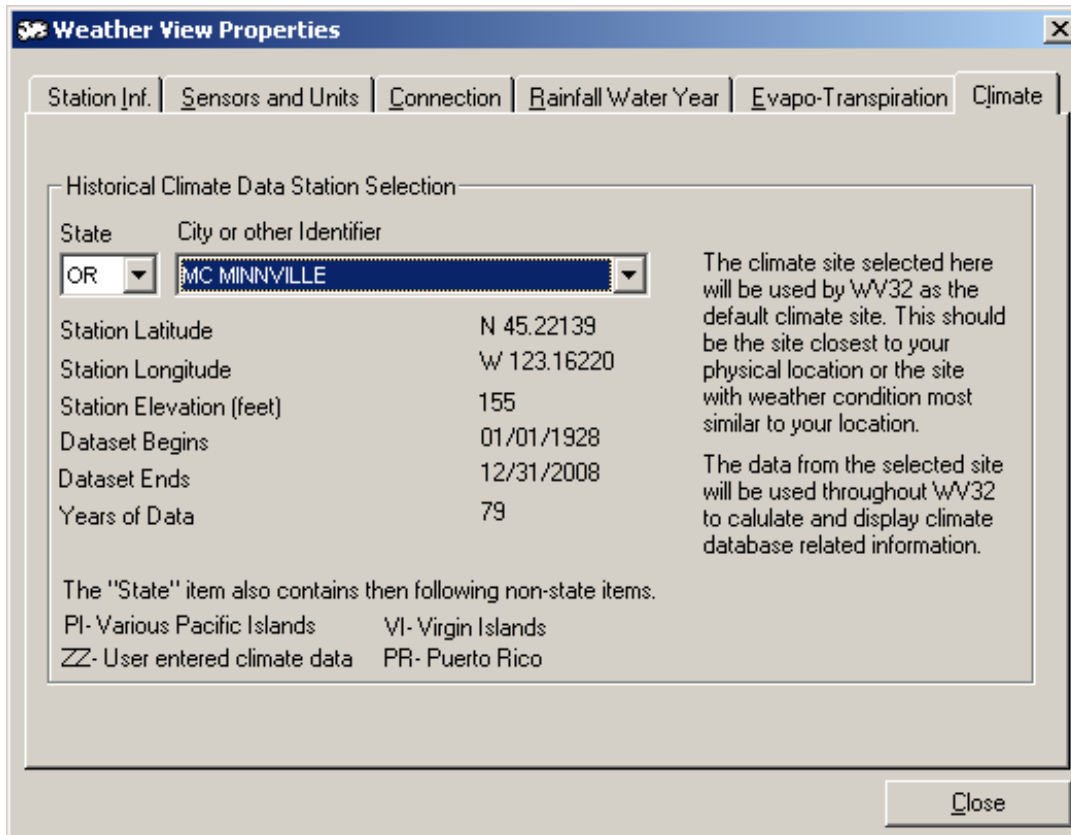 Weather View Properties
Station Inf. Sensors and Units Connection Rainfall Water Year Evapo-Transpiration Climate
Historical Climate Data Station Selection
State City or other Identifier
OR MC MINNVILLE
Station Latitude N 45.22139
Station Longitude W 123.16220
Station Elevation (feet) 155
Dataset Begins 01/01/1928
Dataset Ends 12/31/2008
Years of Data 79
The climate site selected here
will be used by WV32 as the
default climate site. This should
be the site closest to your
physical location or the site
with weather condition most
similar to your location.
The data from the selected site
will be used throughout WV32
to calulate and display climate
database related information.
The "State" item also contains then following non-state items.
PI- Various Pacific Islands VI- Virgin Islands
ZZ- User entered climate data PR- Puerto Rico
Close